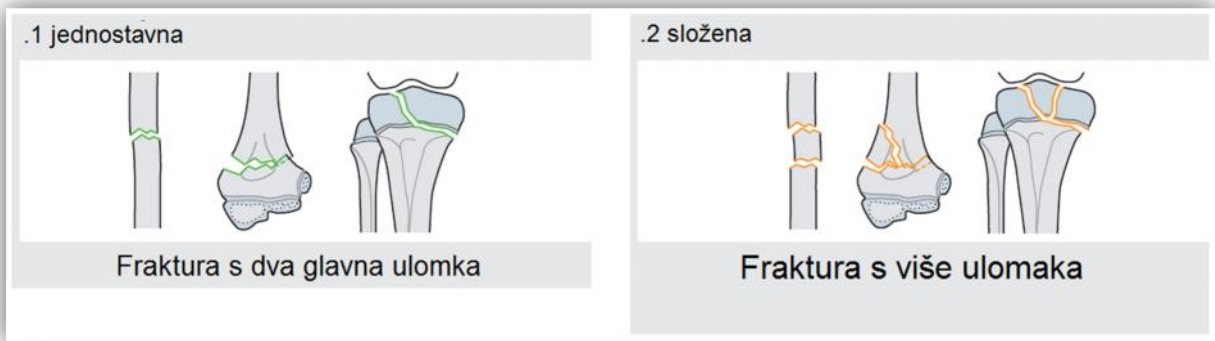 .1 jednostavna
Fraktura s dva glavna ulomka
.2 složena
Fraktura s više ulomaka